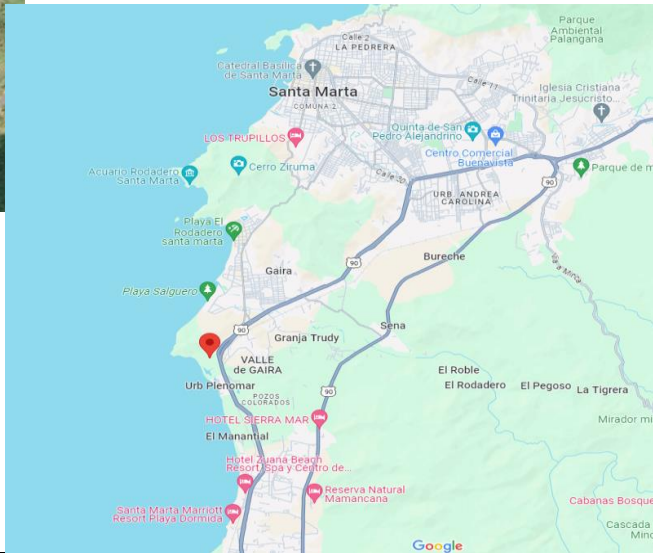 Parque
Ambiental
Palangana
Calle 2
LA PEDRERA
Catedral Basílica
de Santa Marta
Calle 11
Santa Marta
COMUNA 2
Iglesia Cristiana
Trinitaria Jesucristo...
LOS TRUPILLOS
Quinta de San
Pedro Alejandrino
Centro Comercial
Buenavista
Acuario Rodadero
Santa Marta
Cerro Ziruma
Calle 30
Parque de m
90
URB. ANDREA
CAROLINA
Playa El
Rodadero
santa marta
Bureche
Vía a Minca
90
Gaira
Playa Salguero
90
Sena
Granja Trudy
VALLE
de GAIRA
El Roble
Urb Plenomar
El Rodadero
El Pegoso
La Tigrera
90
POZOS
COLORADOS
HOTEL SIERRA MAR
Mirador mi
El Manantial
Hotel Zuana Beach
Resort, Spa y Centro de...
Reserva Natural
Mamancana
Santa Marta Marriott
Resort Playa Dormida
Cabanas Bosque
Cascada
Minc
Google